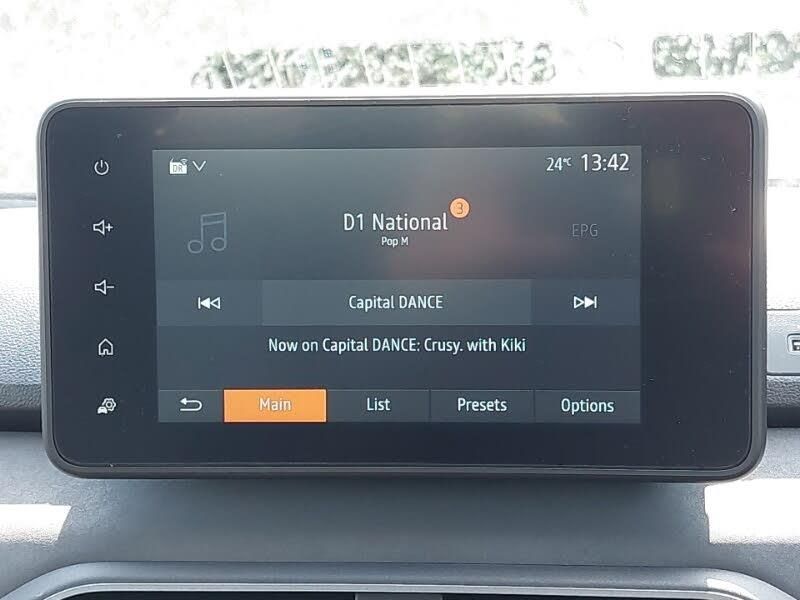 DR
24°C 13:42
D1 National 3
Pop M
EPG
Capital DANCE
Now on Capital DANCE: Crusy. with Kiki
Main List Presets Options